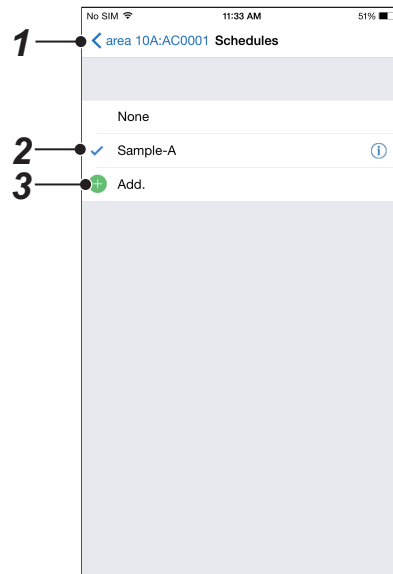 No SIM 11:33 AM 51%
1 area 10A:AC0001 Schedules
None
2 Sample-A i
3 Add.